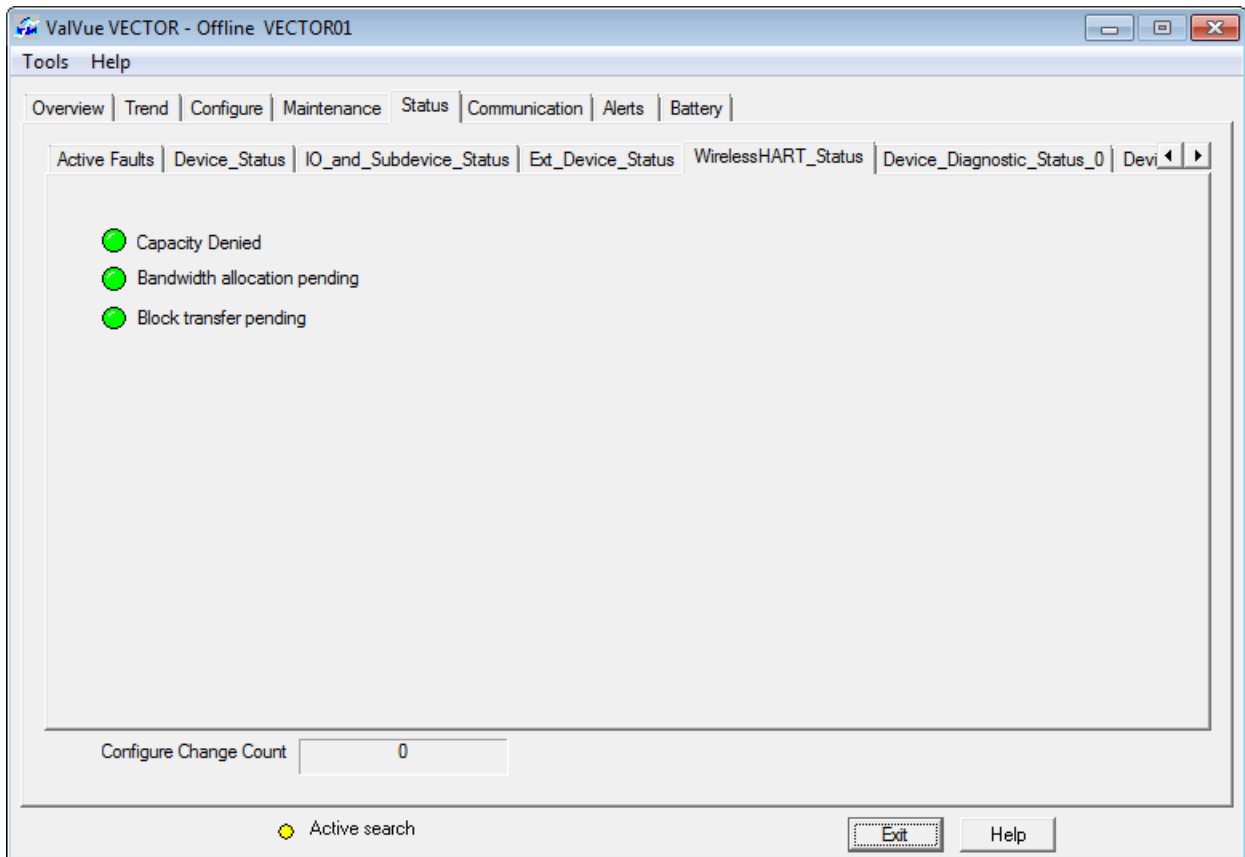 ValVue VECTOR - Offline VECTOR01
Tools Help
Overview Trend Configure Maintenance Status Communication Alerts Battery
Active Faults Device_Status IO_and_Subdevice_Status Ext_Device_Status WirelessHART_Status Device_Diagnostic_Status_0 Devi
Capacity Denied
Bandwidth allocation pending
Block transfer pending
Configure Change Count 0
Active search Exit Help